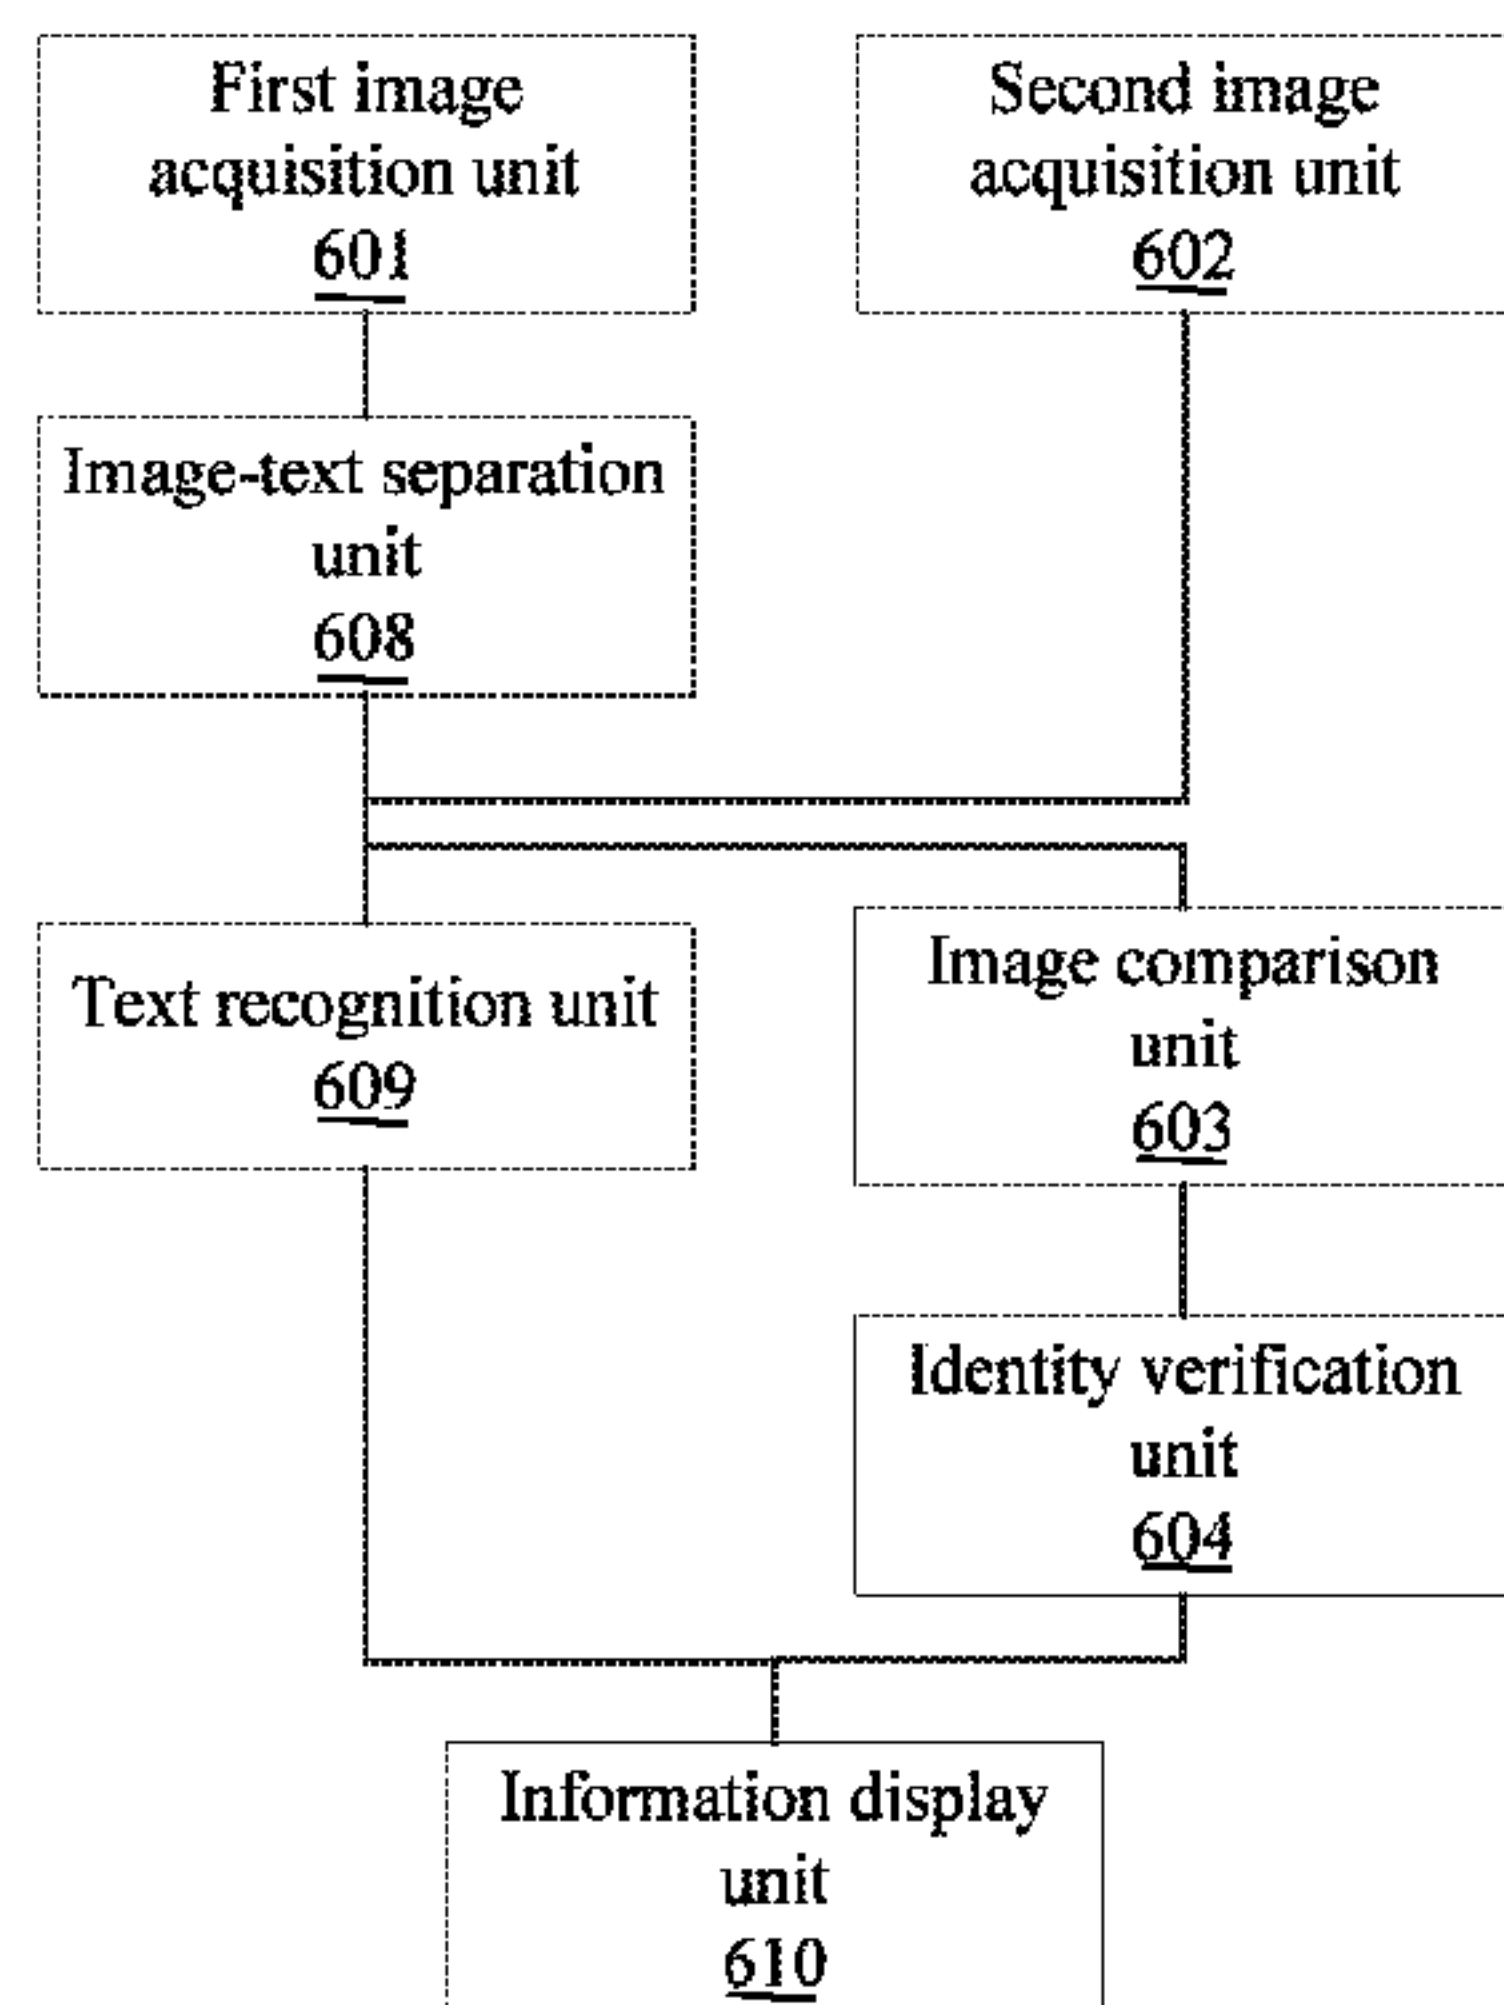 First image
acquisition unit
601
Second image
acquisition unit
602
Image-text separation
unit
608
Text recognition unit
609
Image comparison
unit
603
Identity verification
unit
604
Information display
unit
610